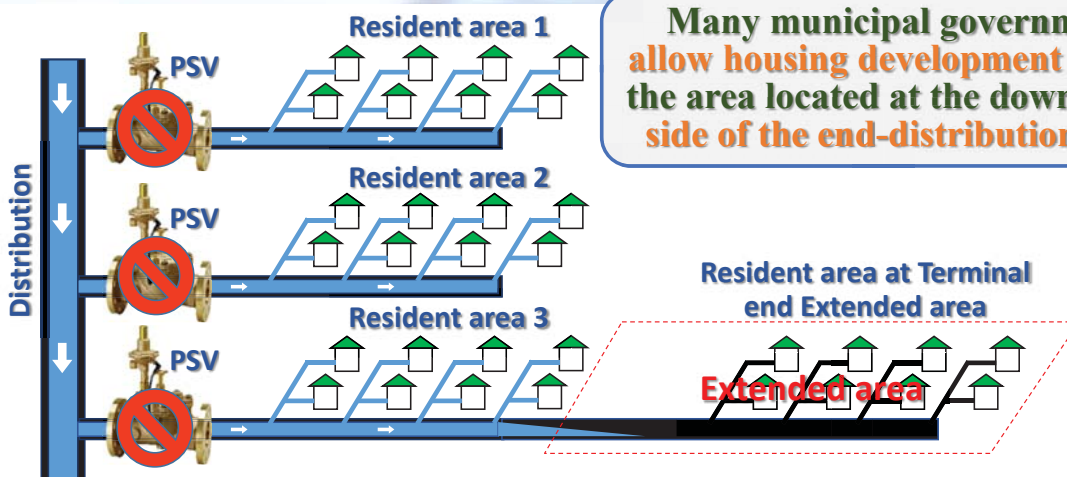 Resident area 1
Many municipal governm
allow housing development
the area located at the down
side of the end-distribution
PSV
Distribution
Resident area 2
PSV
Resident area at Terminal
end Extended area
Resident area 3
PSV
Extended area